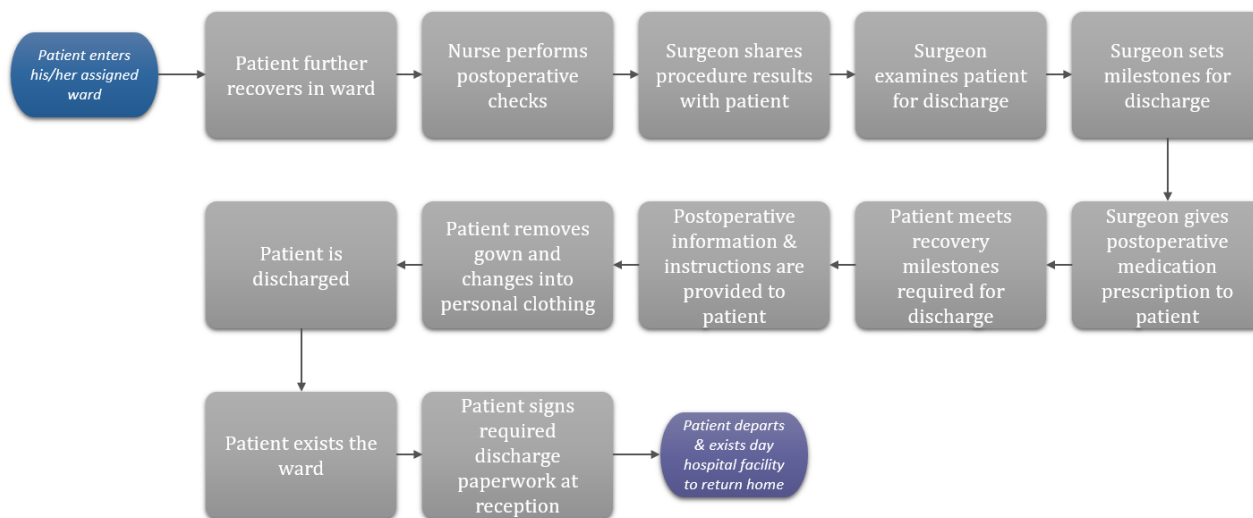 Patient enters
his/her assigned
ward
Patient further
recovers in ward
Nurse performs
postoperative
checks
Surgeon shares
procedure results
with patient
Surgeon
examines patient
for discharge
Surgeon sets
milestones for
discharge
Surgeon gives
postoperative
medication
prescription to
patient
Patient meets
recovery
milestones
required for
discharge
Postoperative
information &
instructions are
provided to
patient
Patient removes
gown and
changes into
personal clothing
Patient is
discharged
Patient exists the
ward
Patient signs
required
discharge
paperwork at
reception
Patient departs
& exists day
hospital facility
to return home